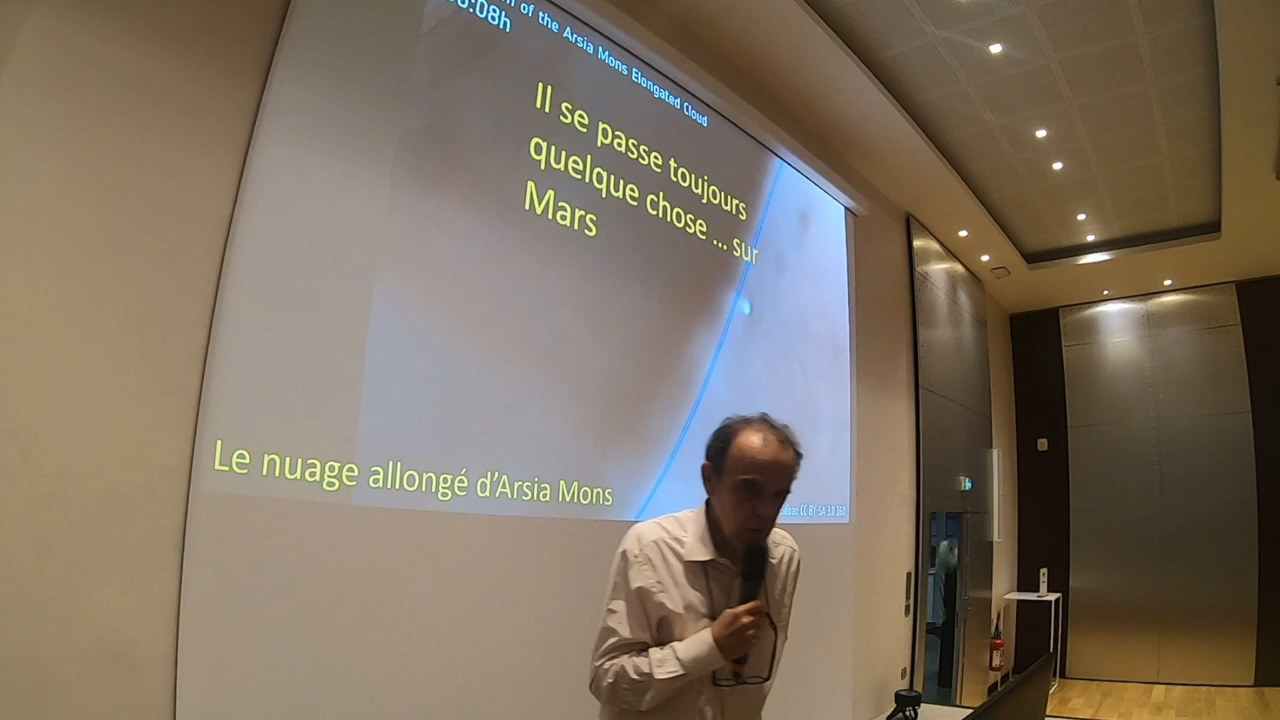 of the Arsia Mons Elongated Cloud
:08h
Il se passe toujours
quelque chose ... sur
Mars
Le nuage allongé d'Arsia Mons
CC BY-SA 3.0 IGO